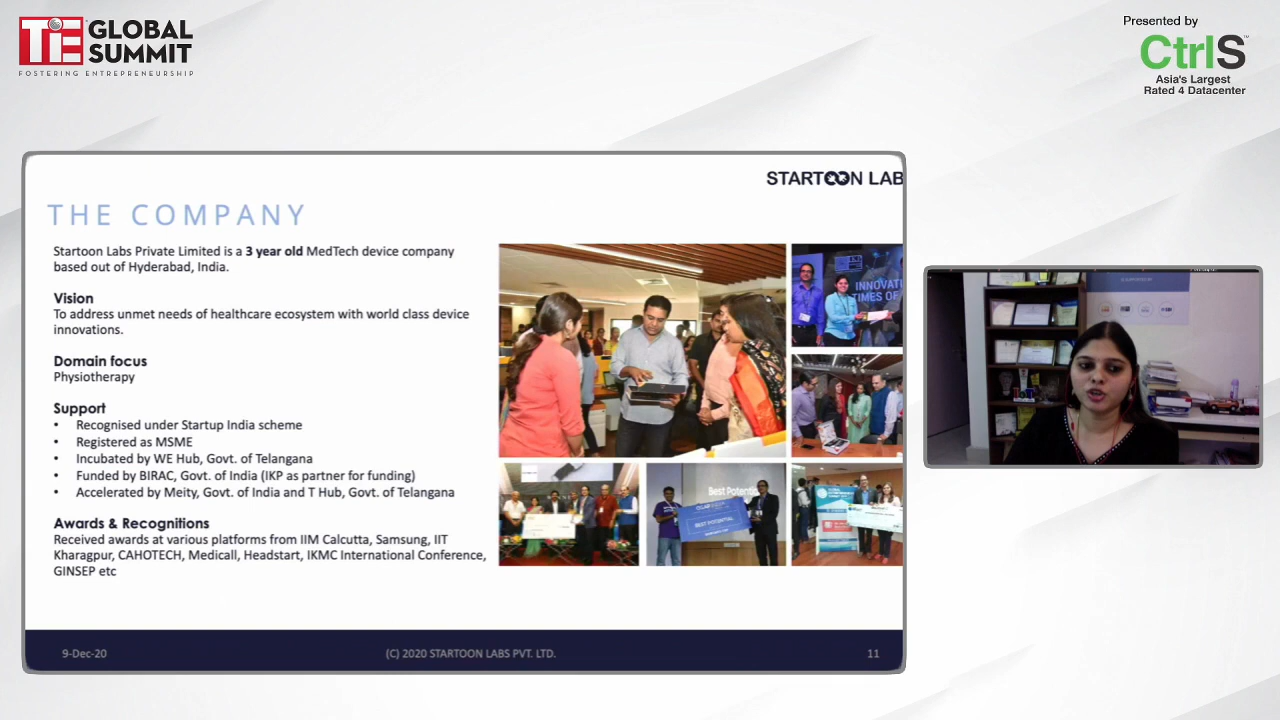 TiE GLOBAL
SUMMIT
FOSTERING ENTREPRENEURSHIP
Presented by
CtrlS™
Asia's Largest
Rated 4 Datacenter
STARTOON LAB
THE COMPANY
Startoon Labs Private Limited is a 3 year old MedTech device company
based out of Hyderabad, India.
Vision
To address unmet needs of healthcare ecosystem with world class device
innovations.
Domain focus
Physiotherapy
Support
• Recognised under Startup India scheme
• Registered as MSME
• Incubated by WE Hub, Govt. of Telangana
• Funded by BIRAC, Govt. of India (IKP as partner for funding)
• Accelerated by Meity, Govt. of India and T Hub, Govt. of Telangana
Awards & Recognitions
Received awards at various platforms from IIM Calcutta, Samsung, IIT
Kharagpur, CAHOTECH, Medicall, Headstart, IKMC International Conference,
GINSEP etc
INNOVATI
TIMES OF
Best Potentia
BEST POTENTIAL
9-Dec-20
(C) 2020 STARTOON LABS PVT. LTD.
11